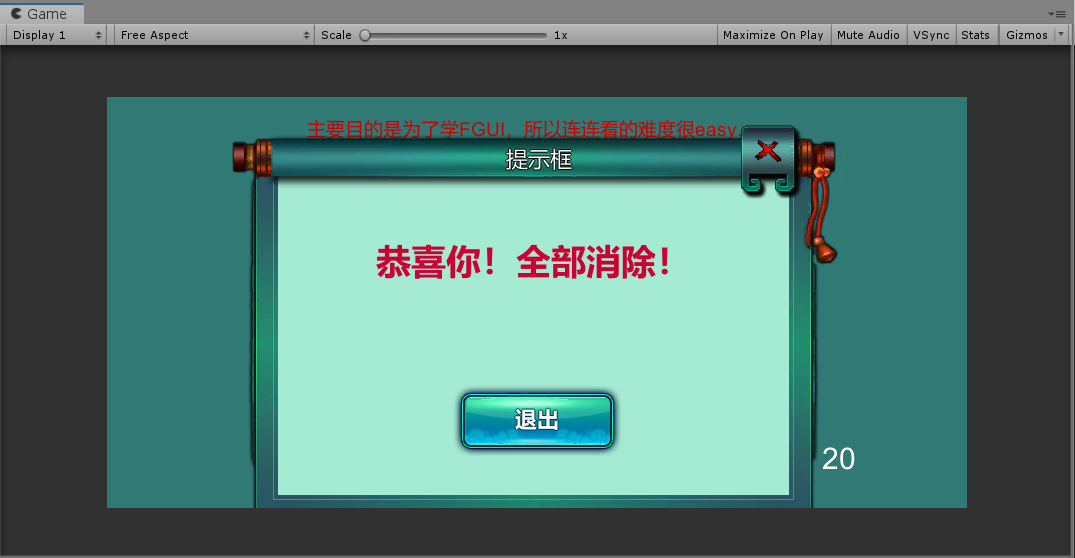 Game
Display 1 Free Aspect Scale 1x Maximize On Play Mute Audio VSync Stats Gizmos
主要目的是为了学FGUI，所以连连看的难度很easy
提示框
恭喜你！全部消除！
退出
20